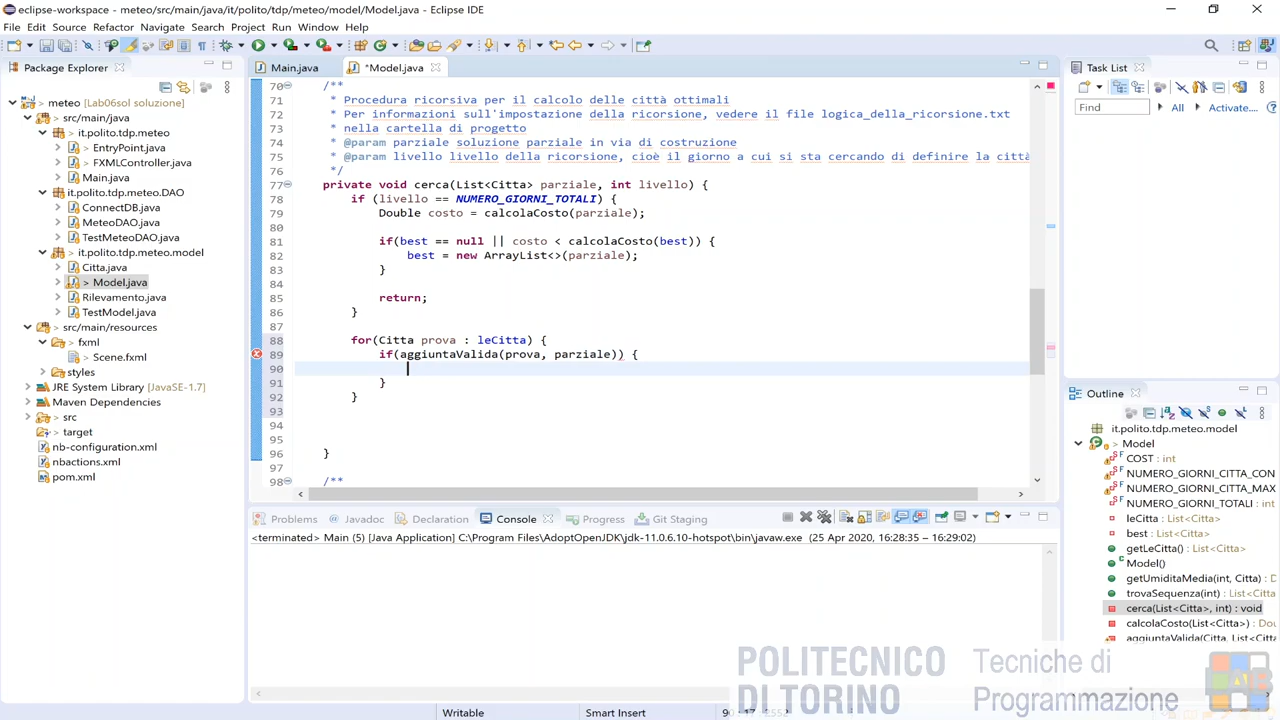 eclipse-workspace - meteo/src/main/java/it/polito/tdp/meteo/model/Model.java - Eclipse IDE
File Edit Source Refactor Navigate Search Project Run Window Help
Package Explorer
meteo [Lab06sol soluzione]
src/main/java
it.polito.tdp.meteo
EntryPoint.java
FXMLController.java
Main.java
it.polito.tdp.meteo.DAO
ConnectDB.java
MeteoDAO.java
TestMeteoDAO.java
it.polito.tdp.meteo.model
Citta.java
> Model.java
Rilevamento.java
TestModel.java
src/main/resources
fxml
Scene.fxml
styles
JRE System Library [JavaSE-1.7]
Maven Dependencies
src
target
nb-configuration.xml
nbactions.xml
pom.xml
Main.java *Model.java
70 /**
71 * Procedura ricorsiva per il calcolo delle città ottimali
72 * Per informazioni sull'impostazione della ricorsione, vedere il file logica_della_ricorsione.txt
73 * nella cartella di progetto
74 * @param parziale soluzione parziale in via di costruzione
75 * @param livello livello della ricorsione, cioè il giorno a cui si sta cercando di definire la città
76 */
77 private void cerca(List<Citta> parziale, int livello) {
78 if (livello == NUMERO_GIORNI_TOTALI) {
79 Double costo = calcolaCosto(parziale);
80
81 if(best == null || costo < calcolaCosto(best)) {
82 best = new ArrayList<>(parziale);
83 }
84
85 return;
86 }
87
88 for(Citta prova : leCitta) {
89 if(aggiuntaValida(prova, parziale)) {
90
91 }
92 }
93
94
95
96 }
97
98 /**
Problems Javadoc Declaration Console Progress Git Staging
<terminated> Main (5) [Java Application] C:\Program Files\AdoptOpenJDK\jdk-11.0.6.10-hotspot\bin\javaw.exe (25 Apr 2020, 16:28:35 – 16:29:02)
Task List
Find All Activate...
Outline
it.polito.tdp.meteo.model
> Model
COST : int
NUMERO_GIORNI_CITTA_CON
NUMERO_GIORNI_CITTA_MAX
NUMERO_GIORNI_TOTALI : int
leCitta : List<Citta>
best : List<Citta>
getLeCitta() : List<Citta>
Model()
getUmiditaMedia(int, Citta) : D
trovaSequenza(int) : List<Citta
cerca(List<Citta>, int) : void
calcolaCosto(List<Citta>) : Dou
aggiuntaValida(Citta, List<Citta
POLITECNICO
DI TORINO
Tecniche di
Programmazione
Writable Smart Insert 90 : 17 : 2552